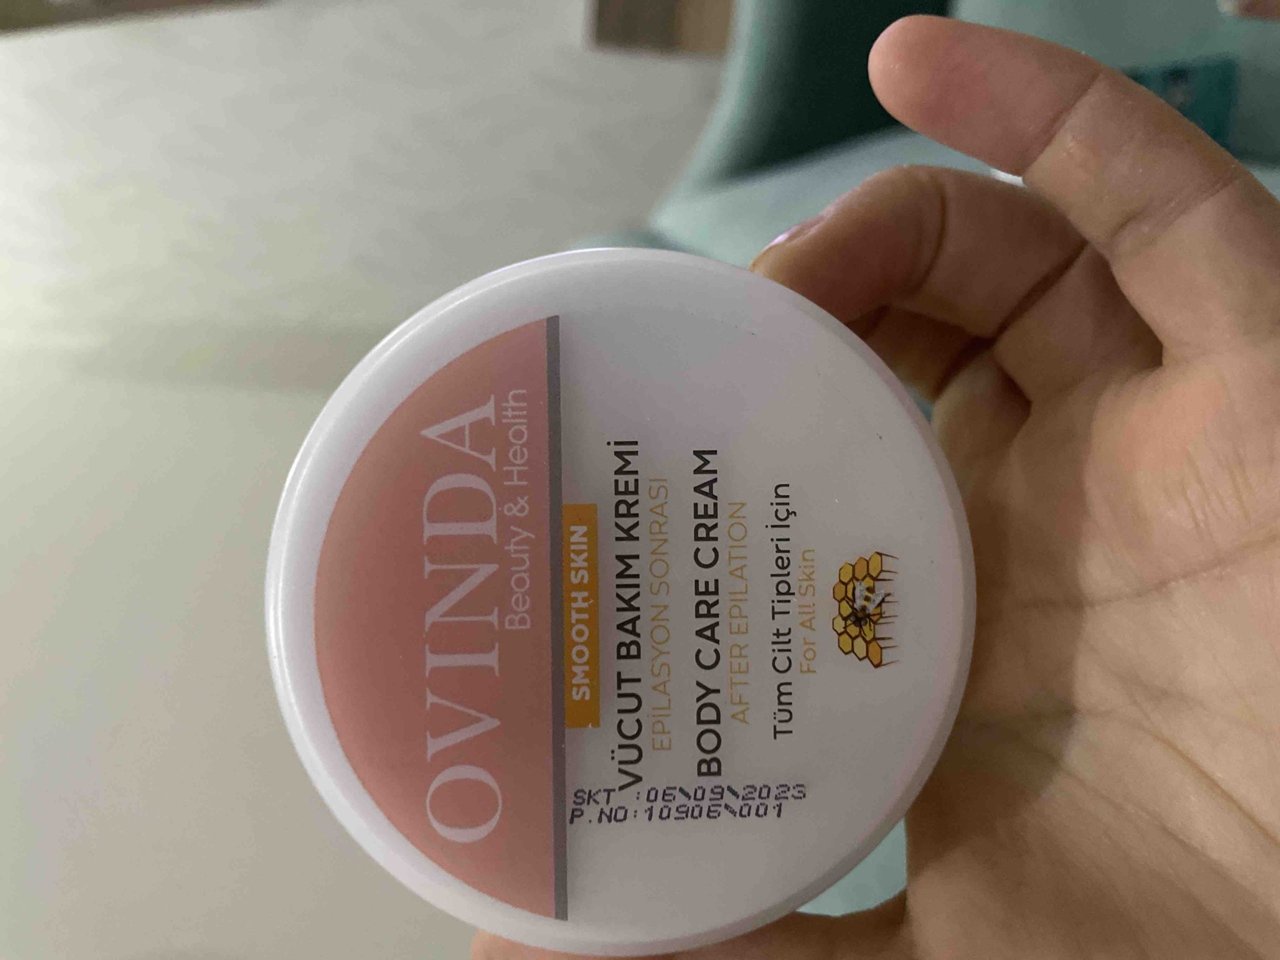 OVINDA
Beauty & Health
SMOOTH SKIN
VÜCUT BAKIM KREMİ
EPİLASYON SONRASI
BODY CARE CREAM
AFTER EPILATION
Tüm Cilt Tipleri İçin
For All Skin
SKT :06\09\2023
P.NO:10906\001